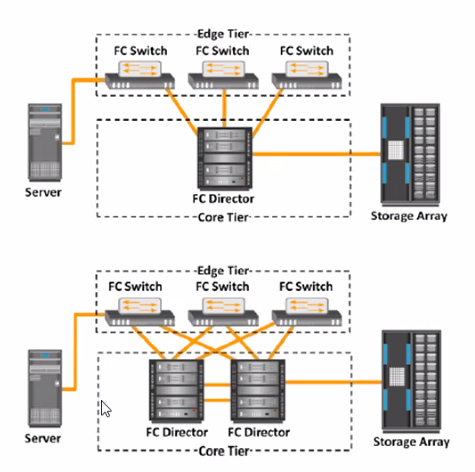 Edge Tier
FC Switch FC Switch FC Switch
Server
FC Director
Core Tier
Storage Array
Edge Tier
FC Switch FC Switch FC Switch
Server
FC Director FC Director
Core Tier
Storage Array